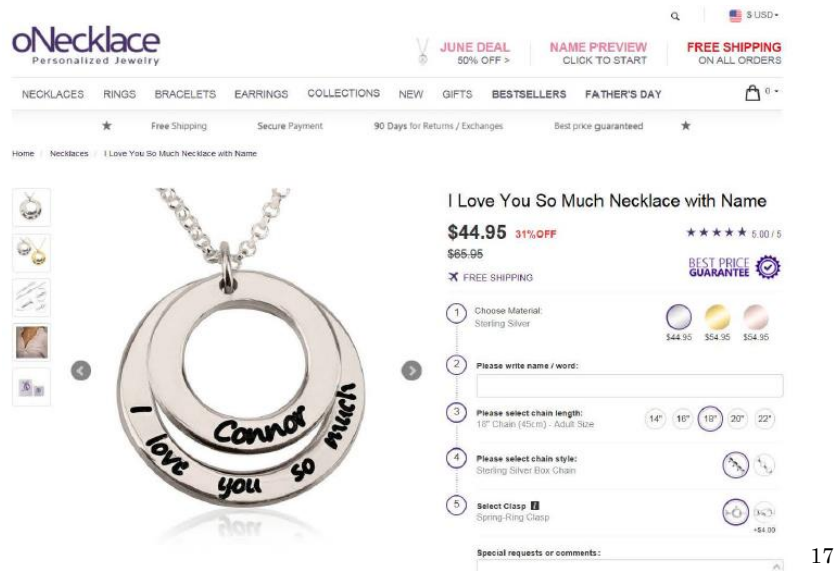 $ USD
oNecklace
Personalized Jewelry
JUNE DEAL
50% OFF >
NAME PREVIEW
CLICK TO START
FREE SHIPPING
ON ALL ORDERS
NECKLACES RINGS BRACELETS EARRINGS COLLECTIONS NEW GIFTS BESTSELLERS FATHER'S DAY 0
Free Shipping Secure Payment 90 Days for Returns / Exchanges Best price guaranteed
Home / Necklaces / I Love You So Much Necklace with Name
I Love You So Much Necklace with Name
$44.95 31%OFF
5.00 / 5
$65.95
BEST PRICE
GUARANTEE
FREE SHIPPING
1 Choose Material:
Sterling Silver
$44.95 $54.95 $54.95
2 Please write name / word:
3 Please select chain length:
18" Chain (45cm) - Adult Size
14" 16" 18" 20" 22"
4 Please select chain style:
Sterling Silver Box Chain
5 Select Clasp i
Spring-Ring Clasp
+$4.00
Special requests or comments:
Connor
I love you so much
17